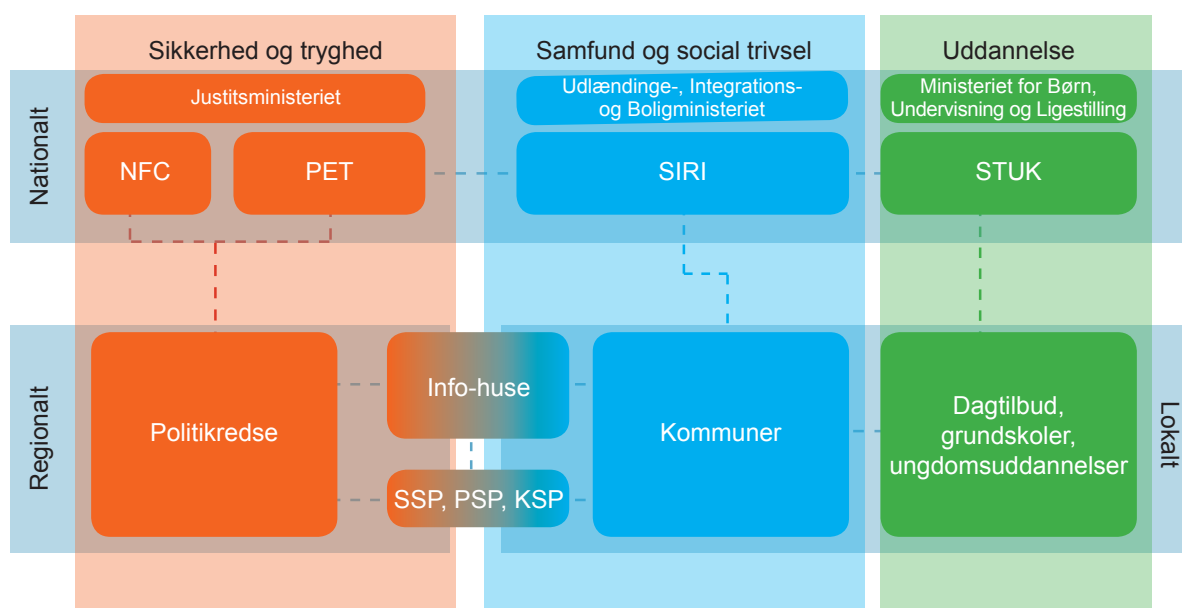 Sikkerhed og tryghed
Samfund og social trivsel
Uddannelse
Nationalt
Justitsministeriet
Udlændinge-, Integrations-
og Boligministeriet
Ministeriet for Børn,
Undervisning og Ligestilling
NFC
PET
SIRI
STUK
Regionalt
Politikredse
Info-huse
SSP, PSP, KSP
Kommuner
Dagtilbud,
grundskoler,
ungdomsuddannelser
Lokalt